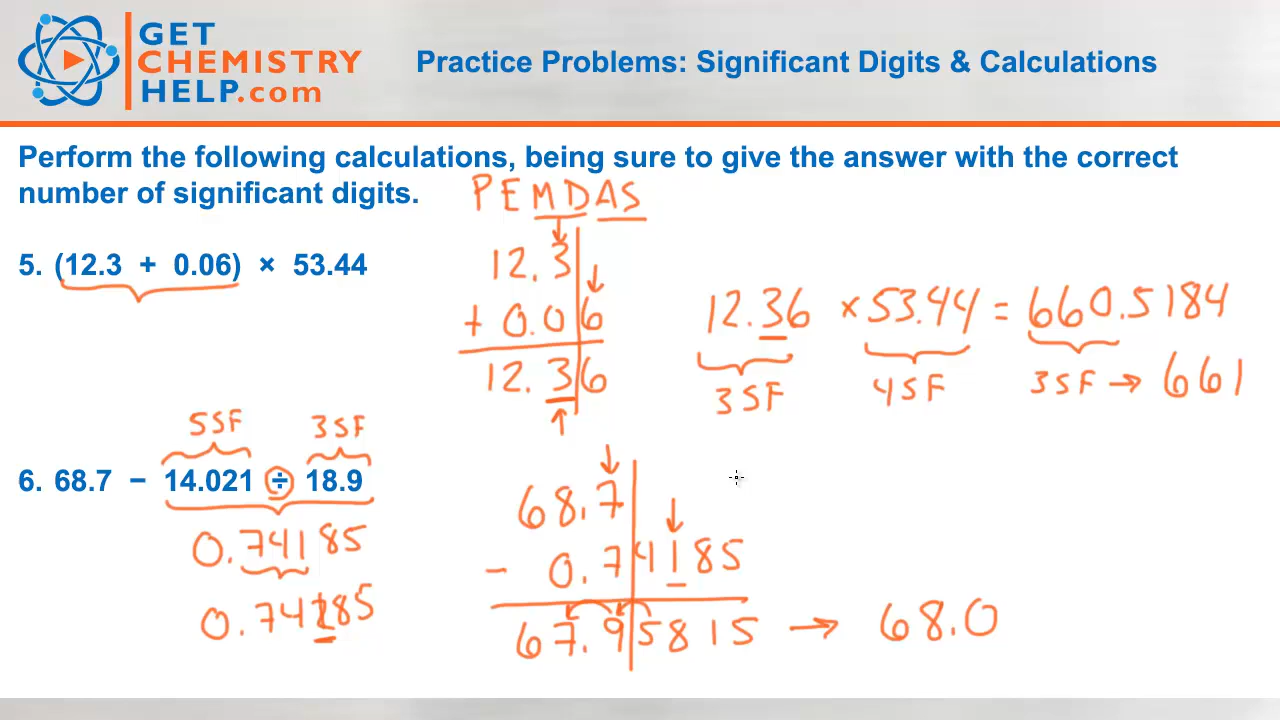 GET
CHEMISTRY
HELP.com
Practice Problems: Significant Digits & Calculations
Perform the following calculations, being sure to give the answer with the correct
number of significant digits.
PEMDAS
5. (12.3 + 0.06) × 53.44
12.3
+ 0.06
12.36
12.36 × 53.44 = 660.5184
3SF
4SF
3SF → 661
5SF
3SF
6. 68.7 − 14.021 ÷ 18.9
0.74185
0.74185
68.7
- 0.74185
67.95815 → 68.0